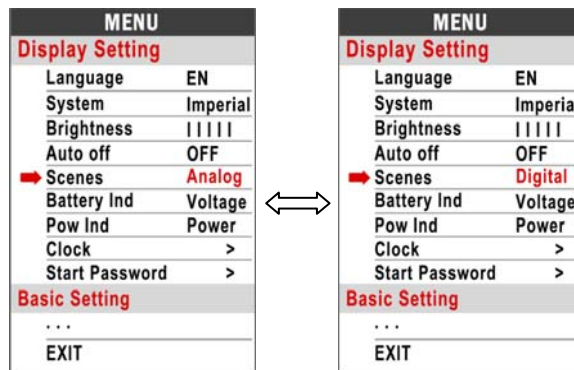 MENU
Display Setting
Language EN
System Imperial
Brightness IIIII
Auto off OFF
Scenes Analog
Battery Ind Voltage
Pow Ind Power
Clock >
Start Password >
Basic Setting
...
EXIT
MENU
Display Setting
Language EN
System Imperia
Brightness IIIII
Auto off OFF
Scenes Digital
Battery Ind Voltage
Pow Ind Power
Clock >
Start Password >
Basic Setting
...
EXIT